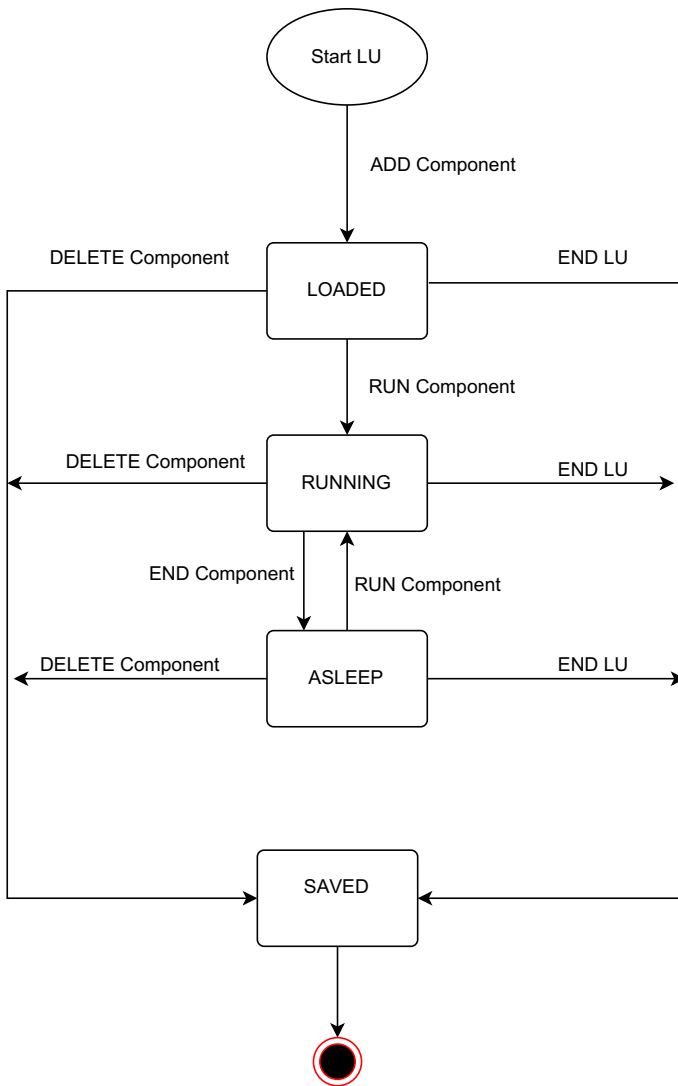 Start LU
ADD Component
DELETE Component
END LU
LOADED
RUN Component
DELETE Component
END LU
RUNNING
END Component
RUN Component
DELETE Component
END LU
ASLEEP
SAVED